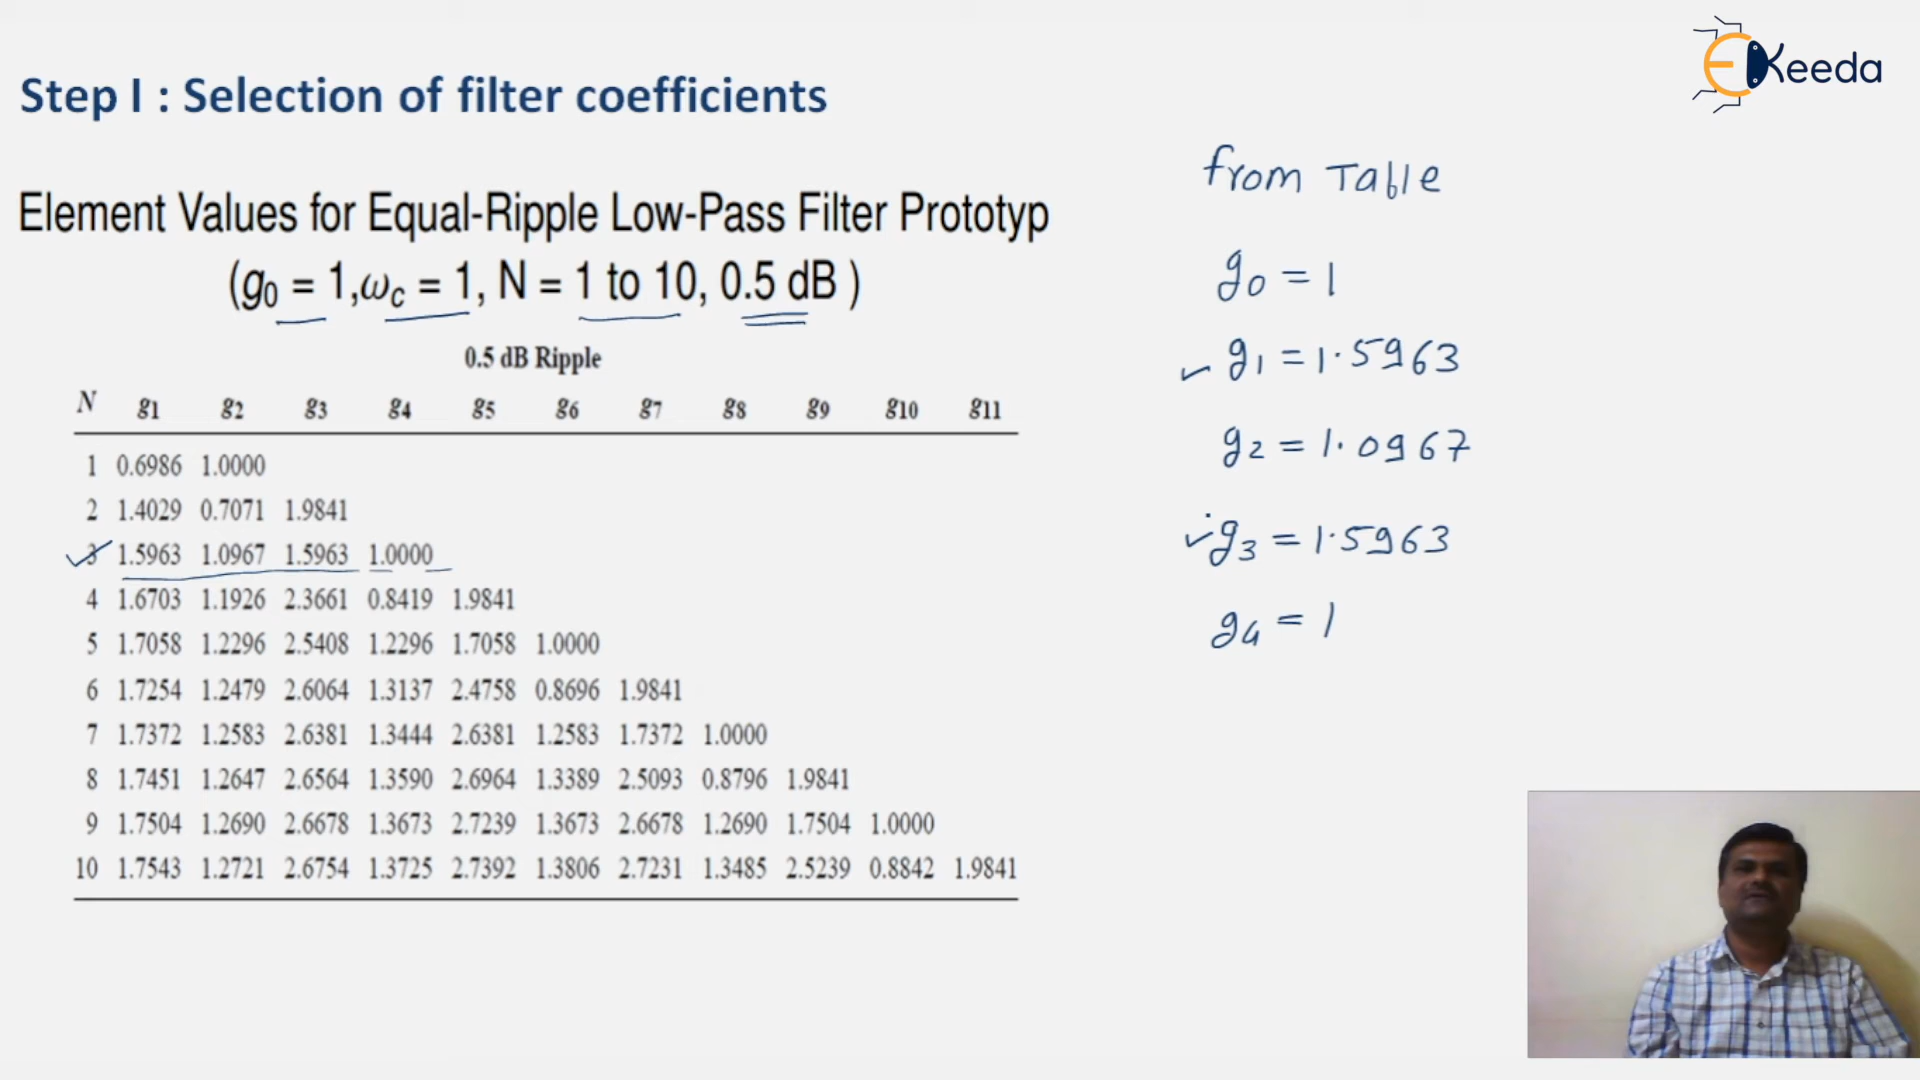 EKeeda
Step I : Selection of filter coefficients
Element Values for Equal-Ripple Low-Pass Filter Prototyp
(g0 = 1,ωc = 1, N = 1 to 10, 0.5 dB )
0.5 dB Ripple
N g1 g2 g3 g4 g5 g6 g7 g8 g9 g10 g11
1 0.6986 1.0000
2 1.4029 0.7071 1.9841
3 1.5963 1.0967 1.5963 1.0000
4 1.6703 1.1926 2.3661 0.8419 1.9841
5 1.7058 1.2296 2.5408 1.2296 1.7058 1.0000
6 1.7254 1.2479 2.6064 1.3137 2.4758 0.8696 1.9841
7 1.7372 1.2583 2.6381 1.3444 2.6381 1.2583 1.7372 1.0000
8 1.7451 1.2647 2.6564 1.3590 2.6964 1.3389 2.5093 0.8796 1.9841
9 1.7504 1.2690 2.6678 1.3673 2.7239 1.3673 2.6678 1.2690 1.7504 1.0000
10 1.7543 1.2721 2.6754 1.3725 2.7392 1.3806 2.7231 1.3485 2.5239 0.8842 1.9841
from Table
g0 = 1
✓ g1 = 1.5963
g2 = 1.0967
✓ g3 = 1.5963
g4 = 1